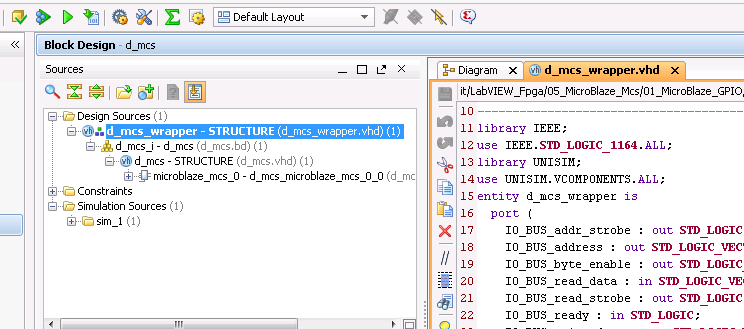 Default Layout
Block Design - d_mcs
Sources
Design Sources (1)
d_mcs_wrapper - STRUCTURE (d_mcs_wrapper.vhd) (1)
d_mcs_i - d_mcs (d_mcs.bd) (1)
d_mcs - STRUCTURE (d_mcs.vhd) (1)
microblaze_mcs_0 - d_mcs_microblaze_mcs_0_0 (d_mc
Constraints
Simulation Sources (1)
sim_1 (1)
Diagram
d_mcs_wrapper.vhd
it/LabVIEW_Fpga/05_MicroBlaze_Mcs/01_MicroBlaze_GPIO,
10 --------------------
11 library IEEE;
12 use IEEE.STD_LOGIC_1164.ALL;
13 library UNISIM;
14 use UNISIM.VCOMPONENTS.ALL;
15 entity d_mcs_wrapper is
16 port (
17 IO_BUS_addr_strobe : out STD_LOGIC
18 IO_BUS_address : out STD_LOGIC_VECT
19 IO_BUS_byte_enable : out STD_LOGIC_
20 IO_BUS_read_data : in STD_LOGIC_VE
21 IO_BUS_read_strobe : out STD_LOGIC
22 IO_BUS_ready : in STD_LOGIC;